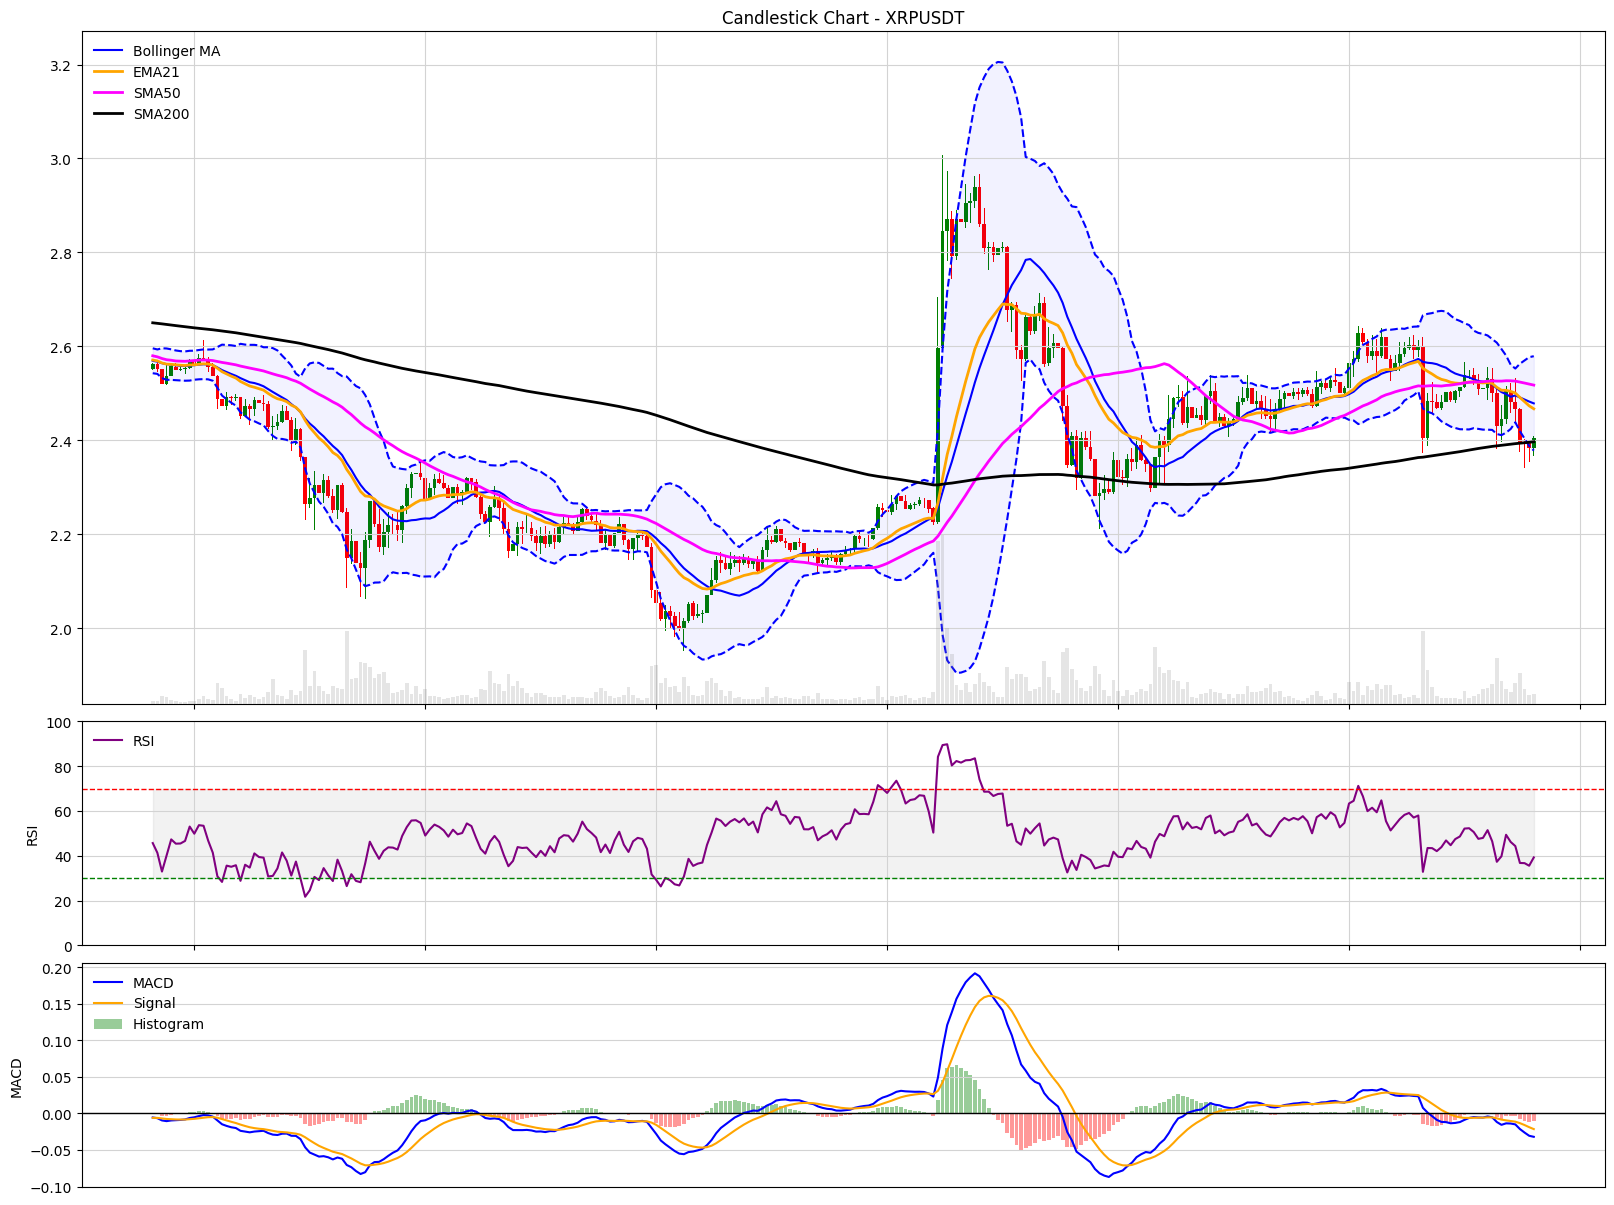 Candlestick Chart - XRPUSDT
Bollinger MA
EMA21
SMA50
SMA200
3.2
3.0
2.8
2.6
2.4
2.2
2.0
RSI
RSI
100
80
60
40
20
0
MACD
Signal
Histogram
MACD
0.20
0.15
0.10
0.05
0.00
−0.05
−0.10